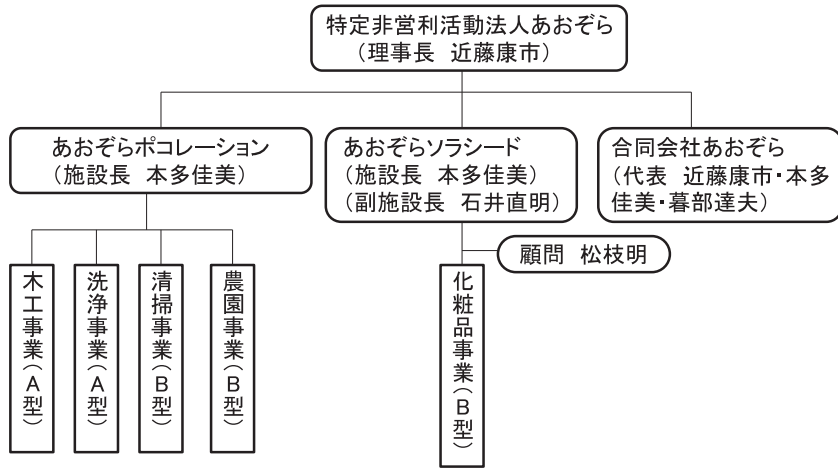 特定非営利活動法人あおぞら
（理事長 近藤康市）
あおぞらポコレーション
（施設長 本多佳美）
あおぞらソラシード
（施設長 本多佳美）
（副施設長 石井直明）
合同会社あおぞら
（代表 近藤康市・本多
佳美・暮部達夫）
顧問 松枝明
木工事業（A型）
洗浄事業（A型）
清掃事業（B型）
農園事業（B型）
化粧品事業（B型）